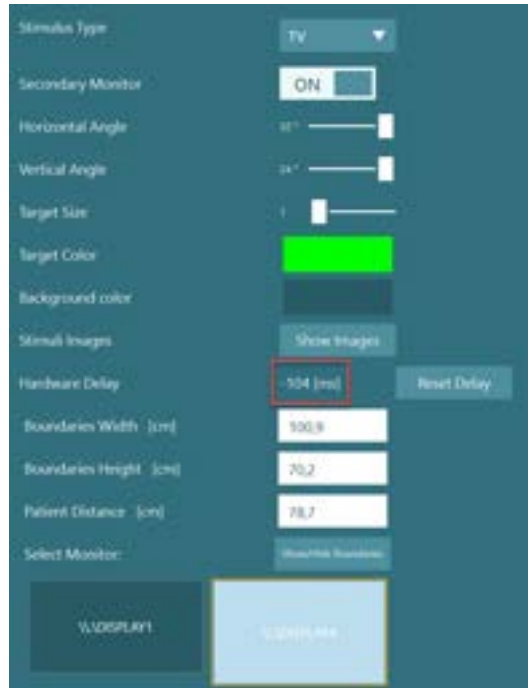 Stimulus Type TV
Secondary Monitor ON
Horizontal Angle
Vertical Angle
Target Size 1
Target Color
Background color
Stimuli Images Show Images
Hardware Delay 104 [ms] Reset Delay
Boundaries Width [cm] 100,9
Boundaries Height [cm] 70,2
Patient Distance [cm] 78,7
Select Monitor: Show/Hide Boundaries
\\.\DISPLAY1